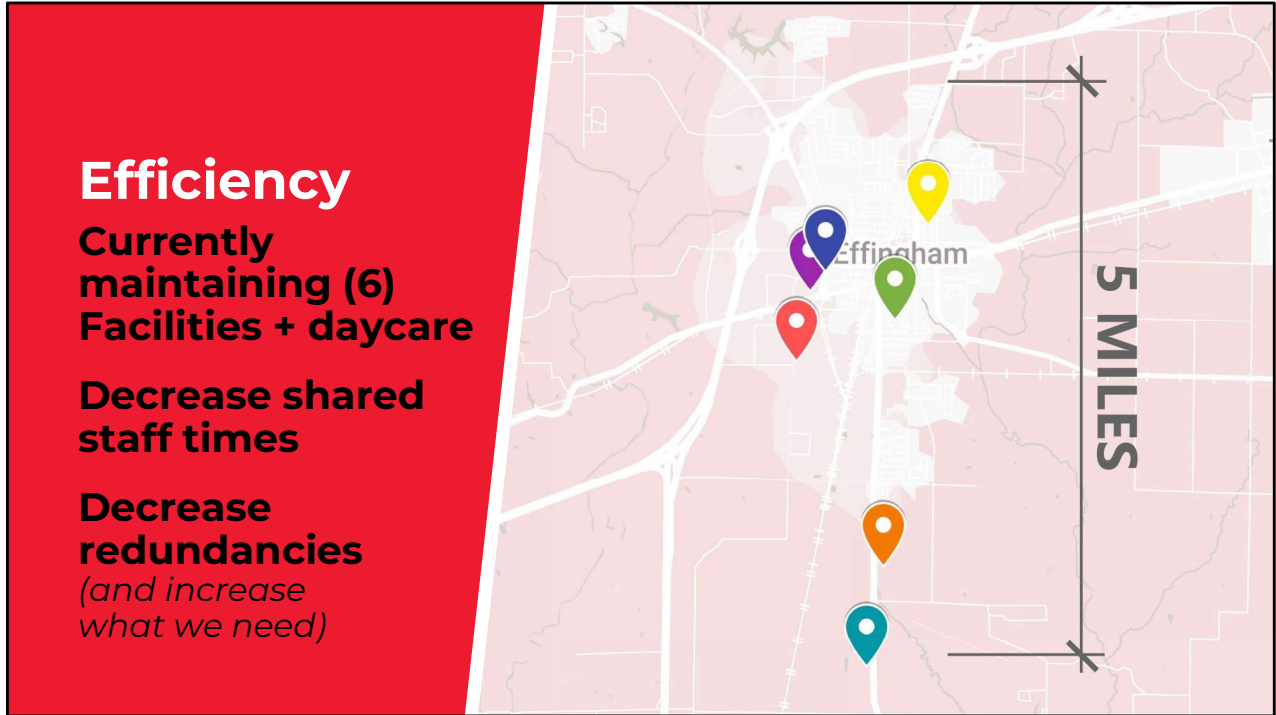 Efficiency
Currently
maintaining (6)
Facilities + daycare
Decrease shared
staff times
Decrease
redundancies
(and increase
what we need)
Effingham
5 MILES